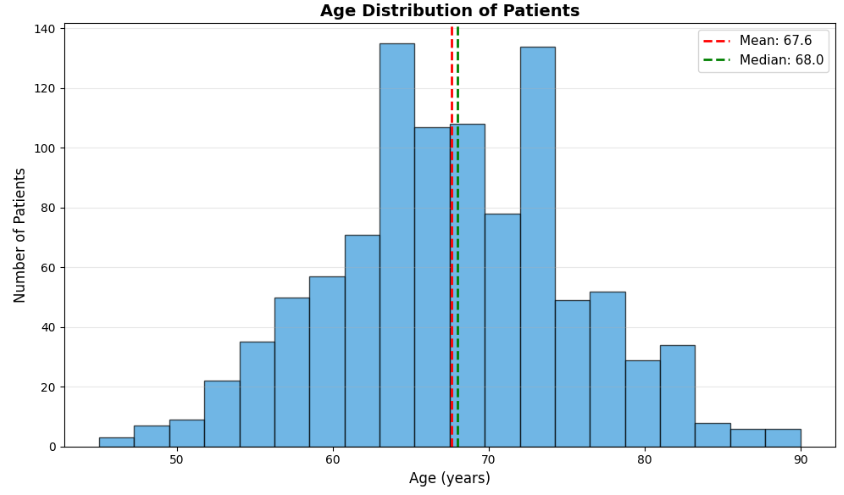 Age Distribution of Patients
Mean: 67.6
Median: 68.0
Number of Patients
140
120
100
80
60
40
20
0
50 60 70 80 90
Age (years)